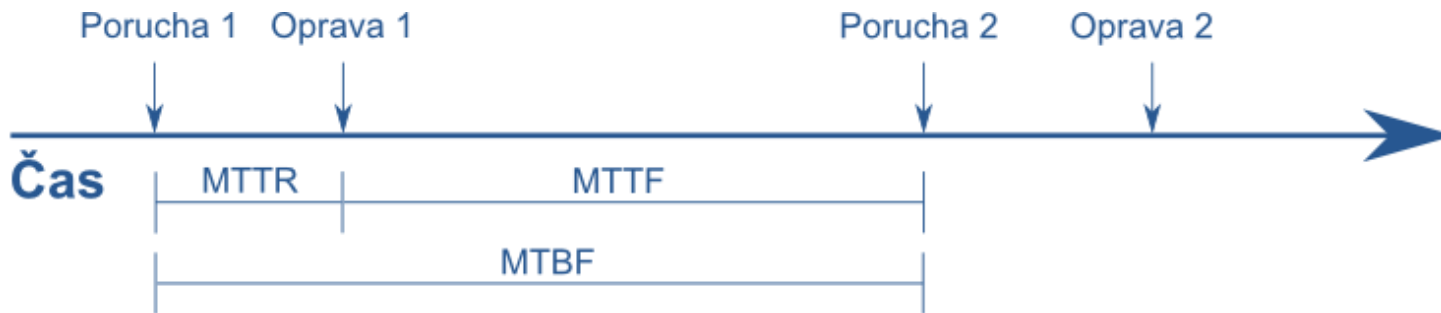 Porucha 1 Oprava 1 Porucha 2 Oprava 2
Čas
MTTR MTTF
MTBF